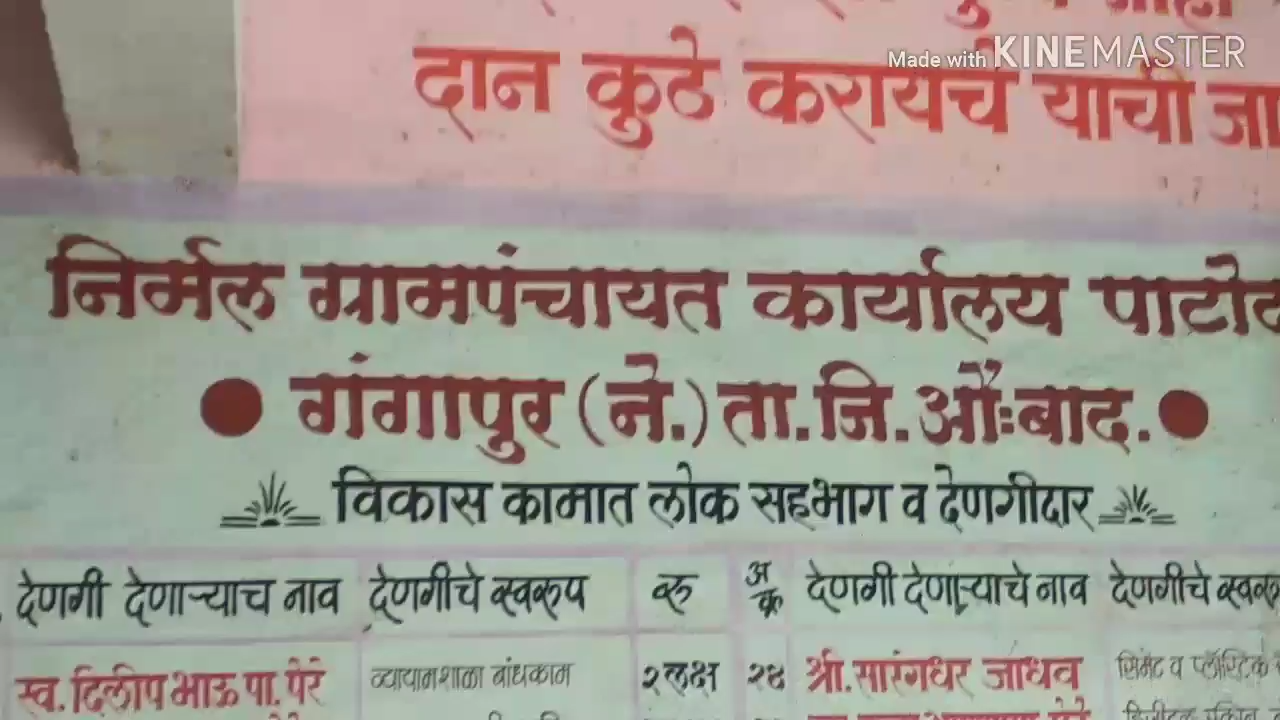 Made with KINEMASTER
दान कुठे करायचे याची जा
निर्मल ग्रामपंचायत कार्यालय पाटोद
गंगापुर (ने.) ता.जि.औ:बाद.
विकास कामात लोक सहभाग व देणगीदार
देणगी देणाऱ्याच नाव देणगीचे स्वरुप रु अ क्र देणगी देणाऱ्याचे नाव देणगीचे स्वरुप
स्व. दिलीप भाऊ पा. पेरे व्यायामशाळा बांधकाम २ लक्ष २४ श्री. सारंगधर जाधव सिमेंट व प्लॅस्टिक